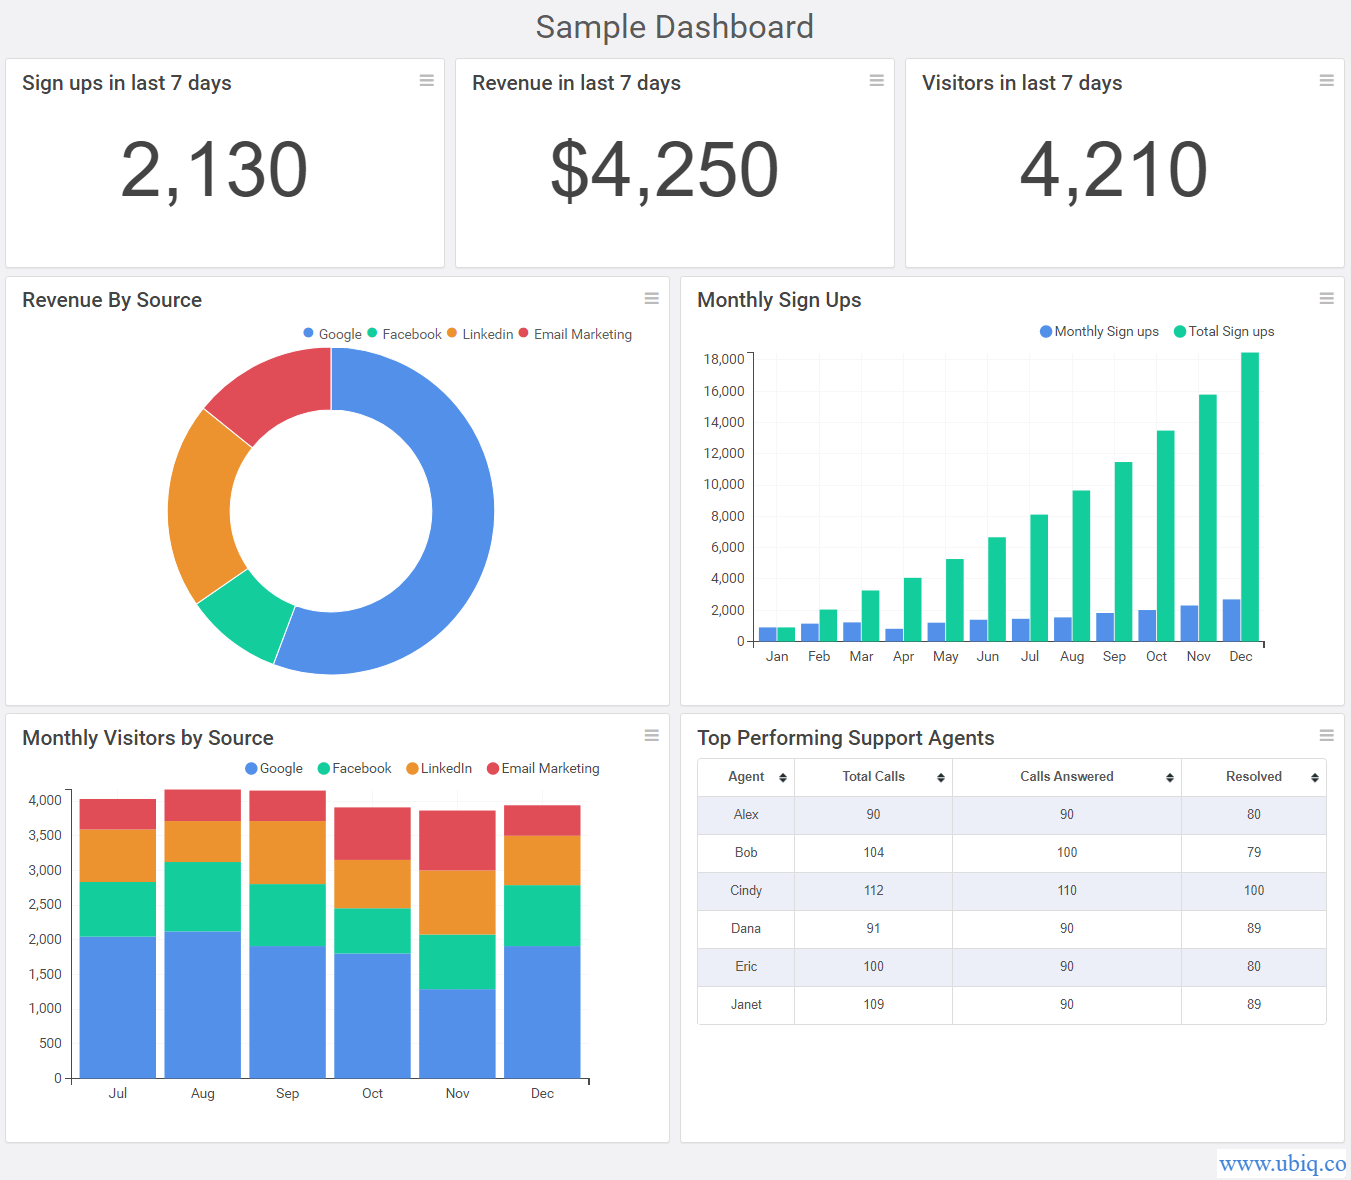 Sample Dashboard
Sign ups in last 7 days
2,130
Revenue in last 7 days
$4,250
Visitors in last 7 days
4,210
Revenue By Source
Google Facebook Linkedin Email Marketing
Monthly Sign Ups
Monthly Sign ups Total Sign ups
18,000
16,000
14,000
12,000
10,000
8,000
6,000
4,000
2,000
0
Jan Feb Mar Apr May Jun Jul Aug Sep Oct Nov Dec
Monthly Visitors by Source
Google Facebook LinkedIn Email Marketing
4,000
3,500
3,000
2,500
2,000
1,500
1,000
500
0
Jul Aug Sep Oct Nov Dec
Top Performing Support Agents
Agent Total Calls Calls Answered Resolved
Alex 90 90 80
Bob 104 100 79
Cindy 112 110 100
Dana 91 90 89
Eric 100 90 80
Janet 109 90 89
www.ubiq.co